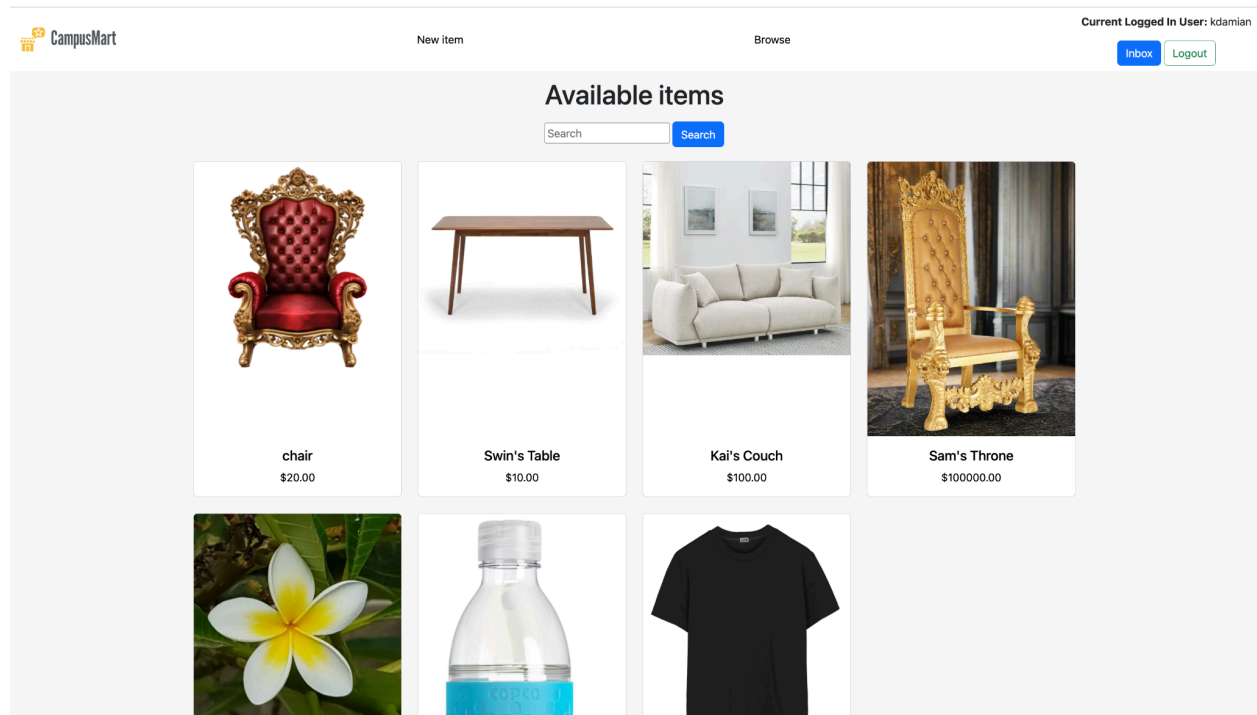 CampusMart
New item
Browse
Current Logged In User: kdamian
Inbox
Logout
Available items
Search
Search
chair
$20.00
Swin's Table
$10.00
Kai's Couch
$100.00
Sam's Throne
$100000.00
copco